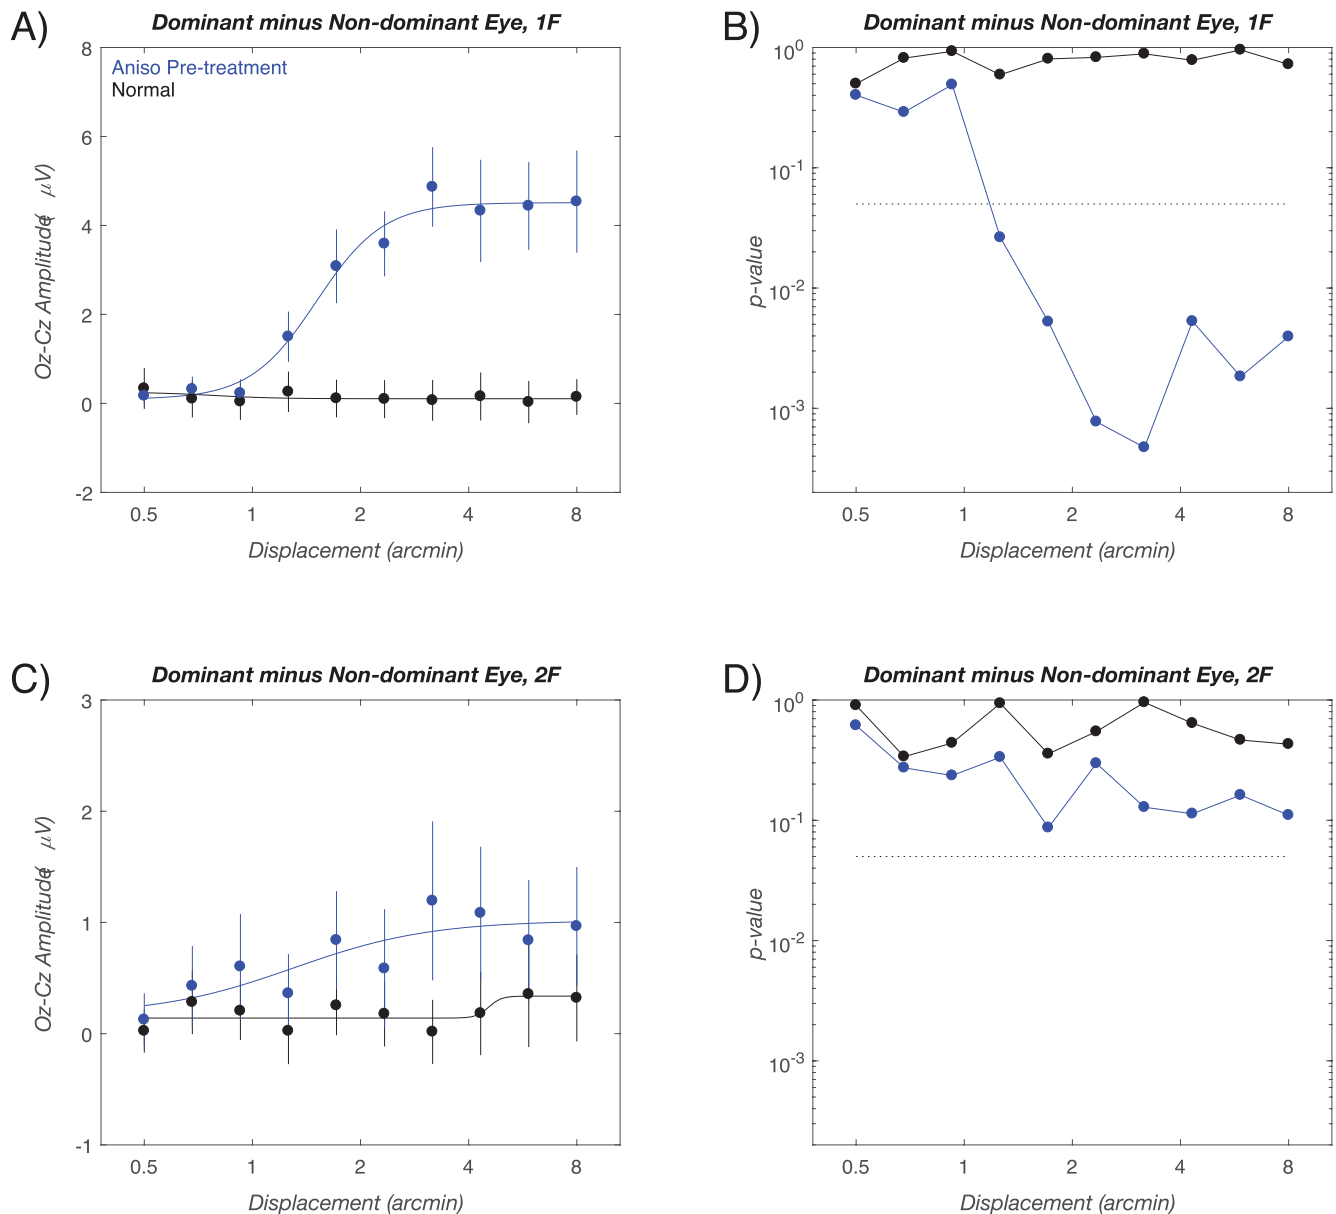 A)
Dominant minus Non-dominant Eye, 1F
Aniso Pre-treatment
Normal
8
6
4
2
0
-2
Oz-Cz Amplitude (μV)
0.5 1 2 4 8
Displacement (arcmin)
B)
Dominant minus Non-dominant Eye, 1F
10^0
10^-1
10^-2
10^-3
p-value
0.5 1 2 4 8
Displacement (arcmin)
C)
Dominant minus Non-dominant Eye, 2F
3
2
1
0
-1
Oz-Cz Amplitude (μV)
0.5 1 2 4 8
Displacement (arcmin)
D)
Dominant minus Non-dominant Eye, 2F
10^0
10^-1
10^-2
10^-3
p-value
0.5 1 2 4 8
Displacement (arcmin)